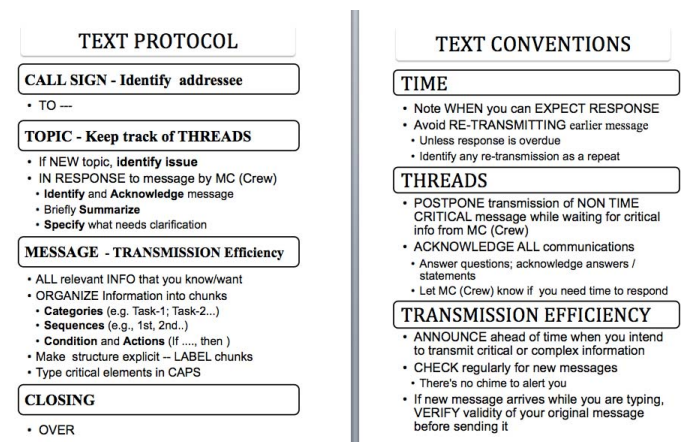 TEXT PROTOCOL
CALL SIGN - Identify addressee
• TO ---
TOPIC - Keep track of THREADS
• If NEW topic, identify issue
• IN RESPONSE to message by MC (Crew)
• Identify and Acknowledge message
• Briefly Summarize
• Specify what needs clarification
MESSAGE - TRANSMISSION Efficiency
• ALL relevant INFO that you know/want
• ORGANIZE Information into chunks
• Categories (e.g. Task-1; Task-2...)
• Sequences (e.g., 1st, 2nd..)
• Condition and Actions (If ...., then )
• Make structure explicit -- LABEL chunks
• Type critical elements in CAPS
CLOSING
• OVER
TEXT CONVENTIONS
TIME
• Note WHEN you can EXPECT RESPONSE
• Avoid RE-TRANSMITTING earlier message
• Unless response is overdue
• Identify any re-transmission as a repeat
THREADS
• POSTPONE transmission of NON TIME
CRITICAL message while waiting for critical
info from MC (Crew)
• ACKNOWLEDGE ALL communications
• Answer questions; acknowledge answers /
statements
• Let MC (Crew) know if you need time to respond
TRANSMISSION EFFICIENCY
• ANNOUNCE ahead of time when you intend
to transmit critical or complex information
• CHECK regularly for new messages
• There's no chime to alert you
• If new message arrives while you are typing,
VERIFY validity of your original message
before sending it